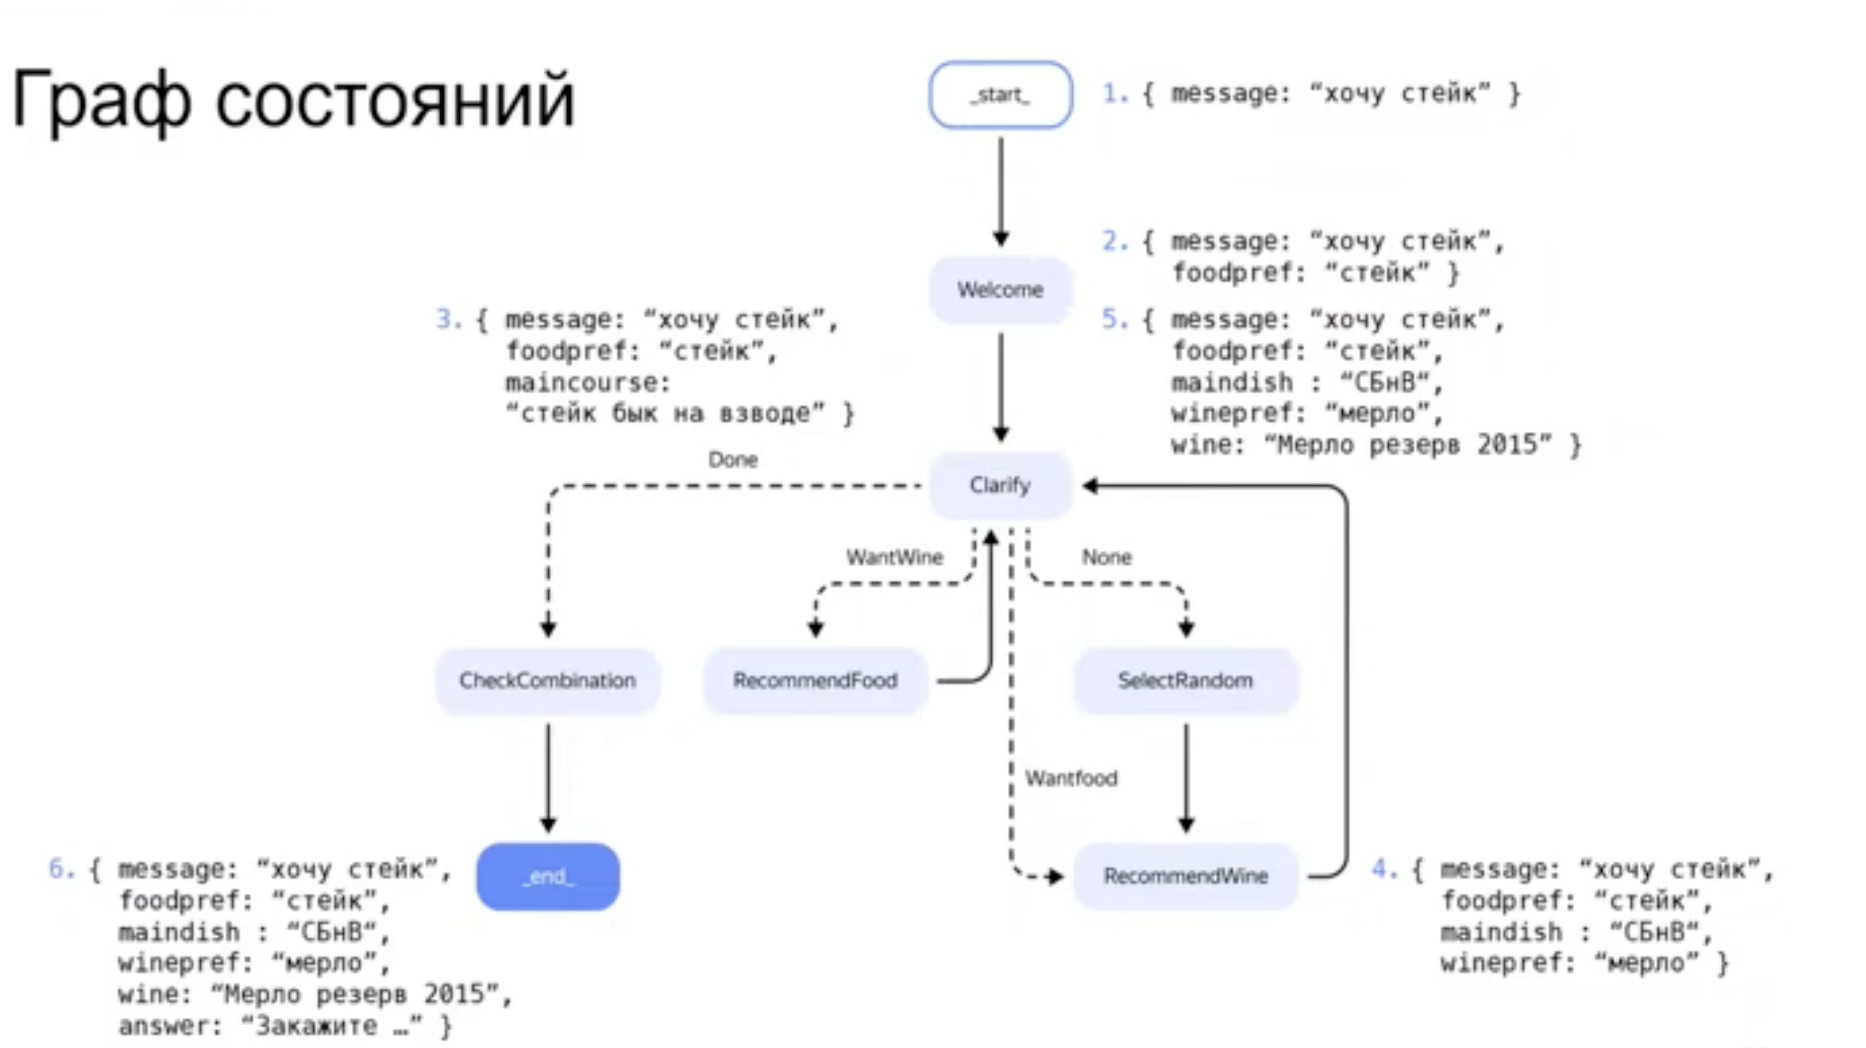 Граф состояний
_start_
1. { message: “хочу стейк” }
2. { message: “хочу стейк”,
foodpref: “стейк” }
Welcome
3. { message: “хочу стейк”,
foodpref: “стейк”,
maincourse:
“стейк бык на взводе” }
5. { message: “хочу стейк”,
foodpref: “стейк”,
maindish : “СБнВ“,
winepref: “мерло”,
wine: “Мерло резерв 2015” }
Done
Clarify
WantWine
None
CheckCombination
RecommendFood
SelectRandom
Wantfood
_end_
RecommendWine
6. { message: “хочу стейк”,
foodpref: “стейк”,
maindish : “СБнВ“,
winepref: “мерло”,
wine: “Мерло резерв 2015”,
answer: “Закажите …” }
4. { message: “хочу стейк”,
foodpref: “стейк”,
maindish : “СБнВ“,
winepref: “мерло” }